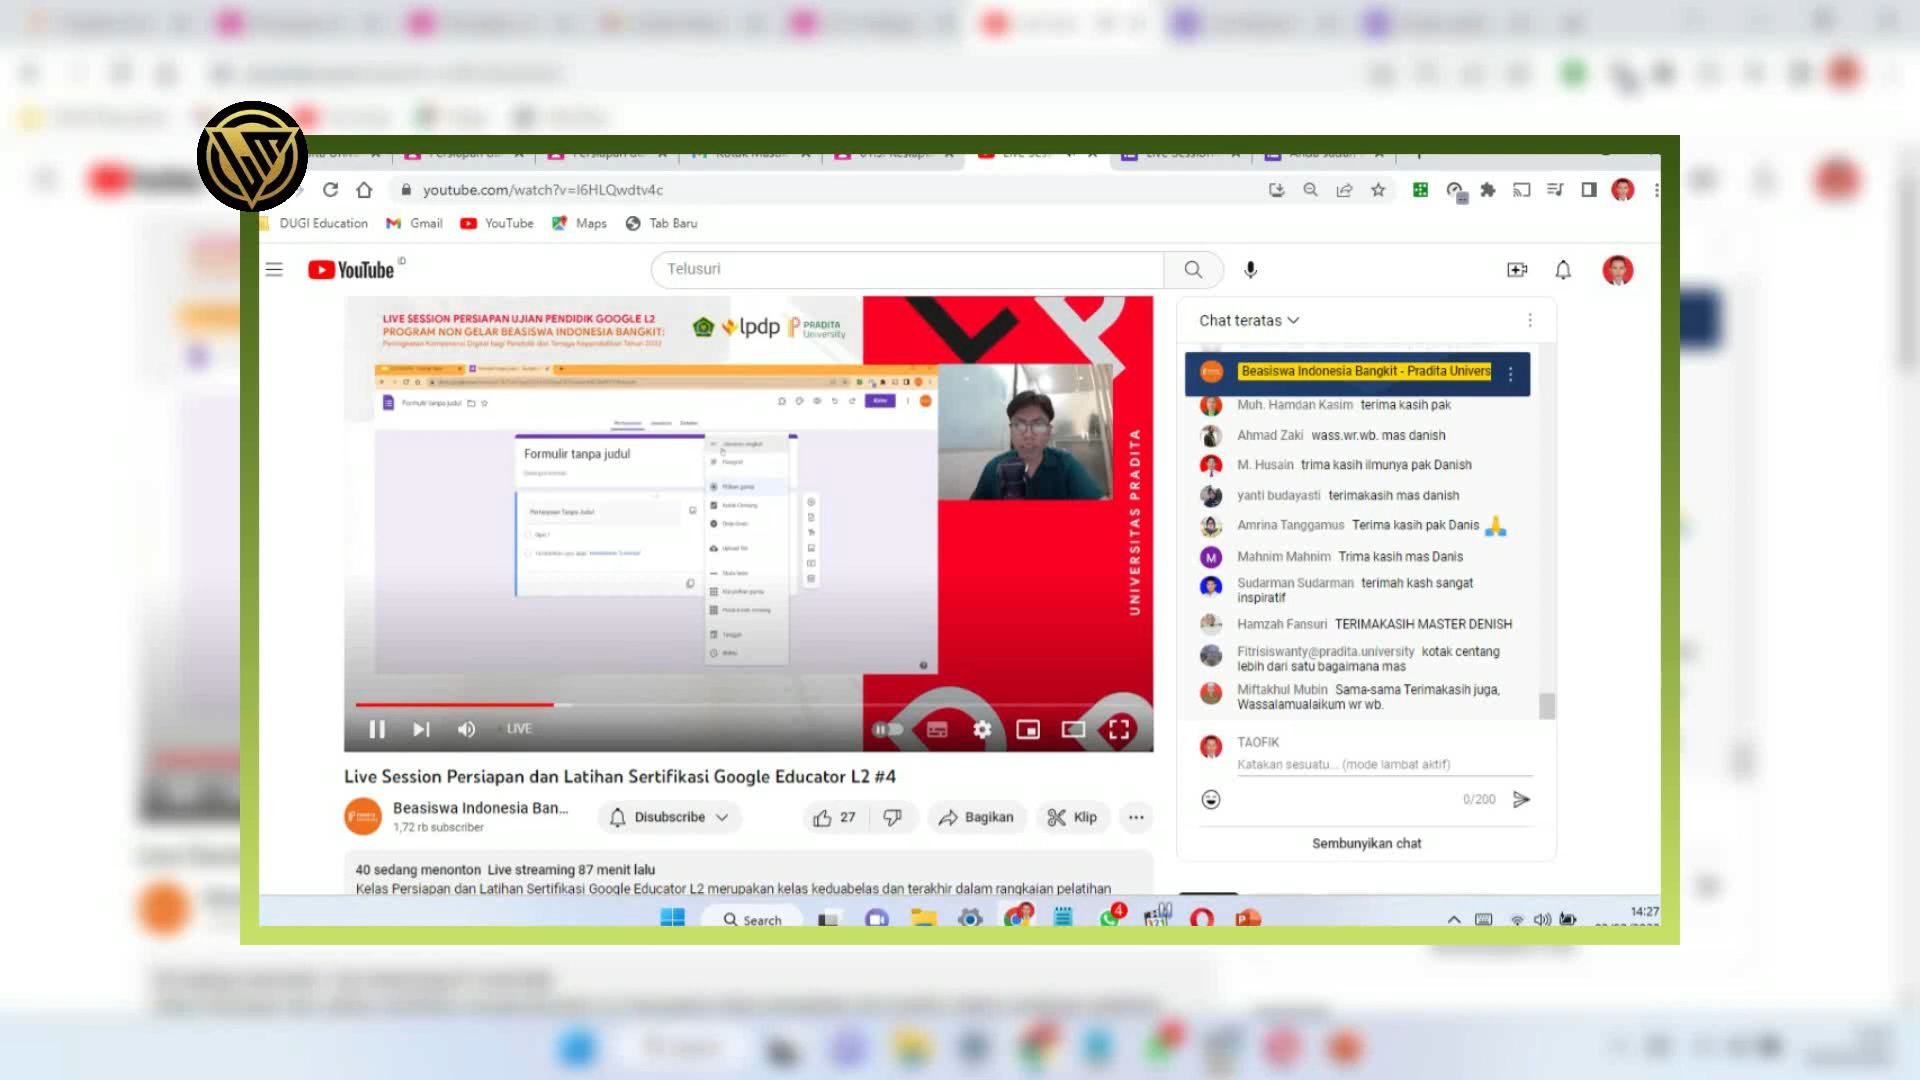 youtube.com/watch?v=I6HLQwdtv4c
DUGI Education Gmail YouTube Maps Tab Baru
YouTube ID
Telusuri
LIVE SESSION PERSIAPAN UJIAN PENDIDIK GOOGLE L2
PROGRAM NON GELAR BEASISWA INDONESIA BANGKIT:
lpdp
PRADITA
University
Formulir tanpa judul
Formulir tanpa judul
Pertanyaan Tanpa Judul
UNIVERSITAS PRADITA
LIVE
Live Session Persiapan dan Latihan Sertifikasi Google Educator L2 #4
Beasiswa Indonesia Ban...
1,72 rb subscriber
Disubscribe
27
Bagikan
Klip
40 sedang menonton Live streaming 87 menit lalu
Kelas Persiapan dan Latihan Sertifikasi Google Educator L2 merupakan kelas keduabelas dan terakhir dalam rangkaian pelatihan
Chat teratas
Beasiswa Indonesia Bangkit - Pradita Univers
Muh. Hamdan Kasim terima kasih pak
Ahmad Zaki wass.wr.wb. mas danish
M. Husain trima kasih ilmunya pak Danish
yanti budayasti terimakasih mas danish
Amrina Tanggamus Terima kasih pak Danis 🙏
M Mahnim Mahnim Trima kasih mas Danis
Sudarman Sudarman terimah kash sangat
inspiratif
Hamzah Fansuri TERIMAKASIH MASTER DENISH
Fitrisiswanty@pradita.university kotak centang
lebih dari satu bagaimana mas
Miftakhul Mubin Sama-sama Terimakasih juga,
Wassalamualaikum wr wb.
TAOFIK
Katakan sesuatu... (mode lambat aktif)
0/200
Sembunyikan chat
Search
4
14:27